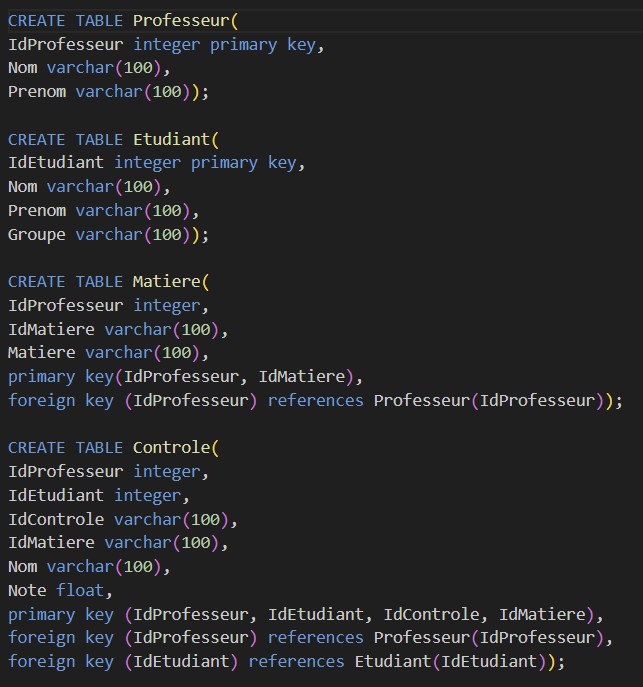 CREATE TABLE Professeur(
IdProfesseur integer primary key,
Nom varchar(100),
Prenom varchar(100));
CREATE TABLE Etudiant(
IdEtudiant integer primary key,
Nom varchar(100),
Prenom varchar(100),
Groupe varchar(100));
CREATE TABLE Matiere(
IdProfesseur integer,
IdMatiere varchar(100),
Matiere varchar(100),
primary key(IdProfesseur, IdMatiere),
foreign key (IdProfesseur) references Professeur(IdProfesseur));
CREATE TABLE Controle(
IdProfesseur integer,
IdEtudiant integer,
IdControle varchar(100),
IdMatiere varchar(100),
Nom varchar(100),
Note float,
primary key (IdProfesseur, IdEtudiant, IdControle, IdMatiere),
foreign key (IdProfesseur) references Professeur(IdProfesseur),
foreign key (IdEtudiant) references Etudiant(IdEtudiant));